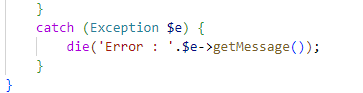 }
catch (Exception $e) {
die('Error : '.$e->getMessage());
}
}